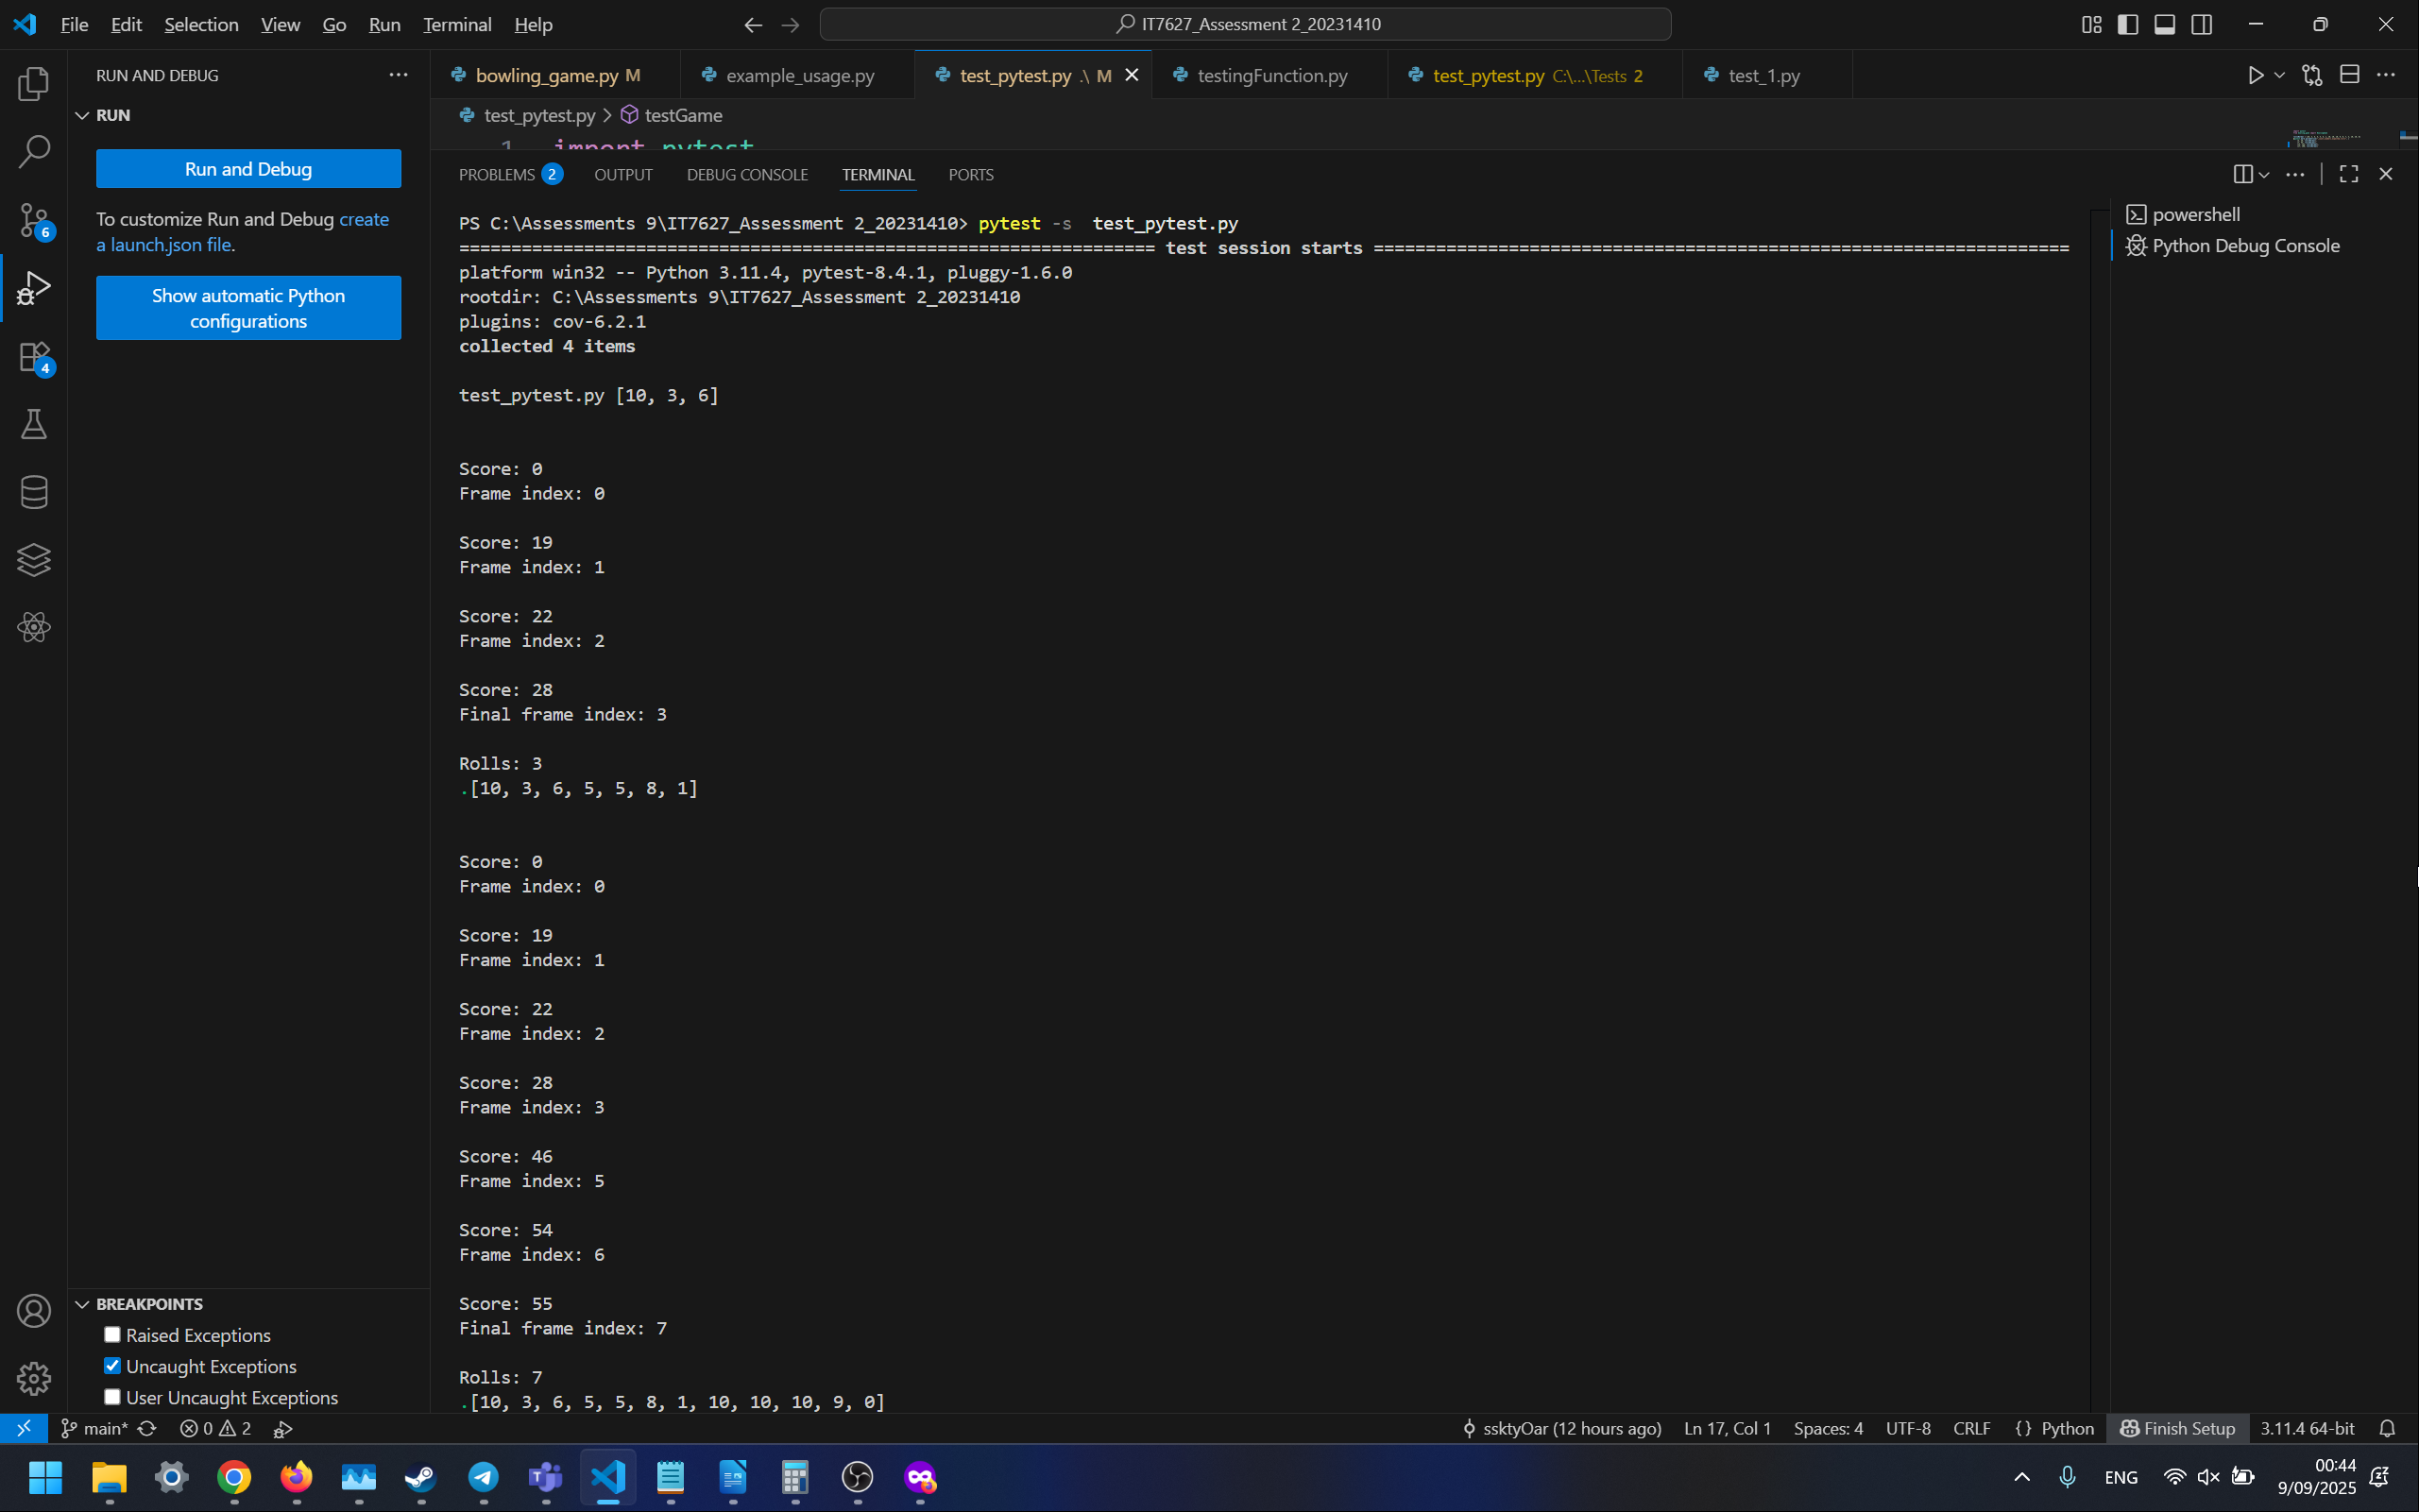 File Edit Selection View Go Run Terminal Help
IT7627_Assessment 2_20231410
RUN AND DEBUG
RUN
Run and Debug
To customize Run and Debug create
a launch.json file.
Show automatic Python
configurations
bowling_game.py M
example_usage.py
test_pytest.py .\ M
testingFunction.py
test_pytest.py C:\...\Tests 2
test_1.py
test_pytest.py > testGame
1 import pytest
PROBLEMS 2 OUTPUT DEBUG CONSOLE TERMINAL PORTS
powershell
Python Debug Console
PS C:\Assessments 9\IT7627_Assessment 2_20231410> pytest -s  test_pytest.py
=================================================================== test session starts ===================================================================
platform win32 -- Python 3.11.4, pytest-8.4.1, pluggy-1.6.0
rootdir: C:\Assessments 9\IT7627_Assessment 2_20231410
plugins: cov-6.2.1
collected 4 items
test_pytest.py [10, 3, 6]
Score: 0
Frame index: 0
Score: 19
Frame index: 1
Score: 22
Frame index: 2
Score: 28
Final frame index: 3
Rolls: 3
.[10, 3, 6, 5, 5, 8, 1]
Score: 0
Frame index: 0
Score: 19
Frame index: 1
Score: 22
Frame index: 2
Score: 28
Frame index: 3
Score: 46
Frame index: 5
Score: 54
Frame index: 6
Score: 55
Final frame index: 7
Rolls: 7
.[10, 3, 6, 5, 5, 8, 1, 10, 10, 10, 9, 0]
6
4
BREAKPOINTS
Raised Exceptions
Uncaught Exceptions
User Uncaught Exceptions
main* 0 2
ssktyOar (12 hours ago) Ln 17, Col 1 Spaces: 4 UTF-8 CRLF {} Python Finish Setup 3.11.4 64-bit
ENG
00:44
9/09/2025